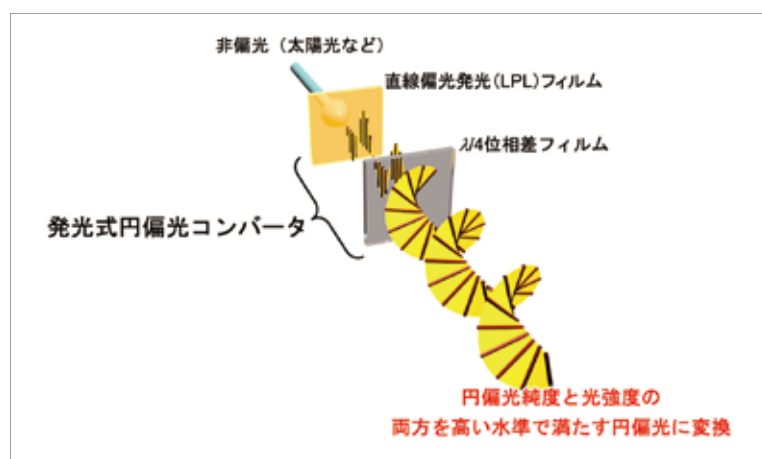 非偏光（太陽光など）
直線偏光発光(LPL)フィルム
λ/4位相差フィルム
発光式円偏光コンバータ
円偏光純度と光強度の
両方を高い水準で満たす円偏光に変換